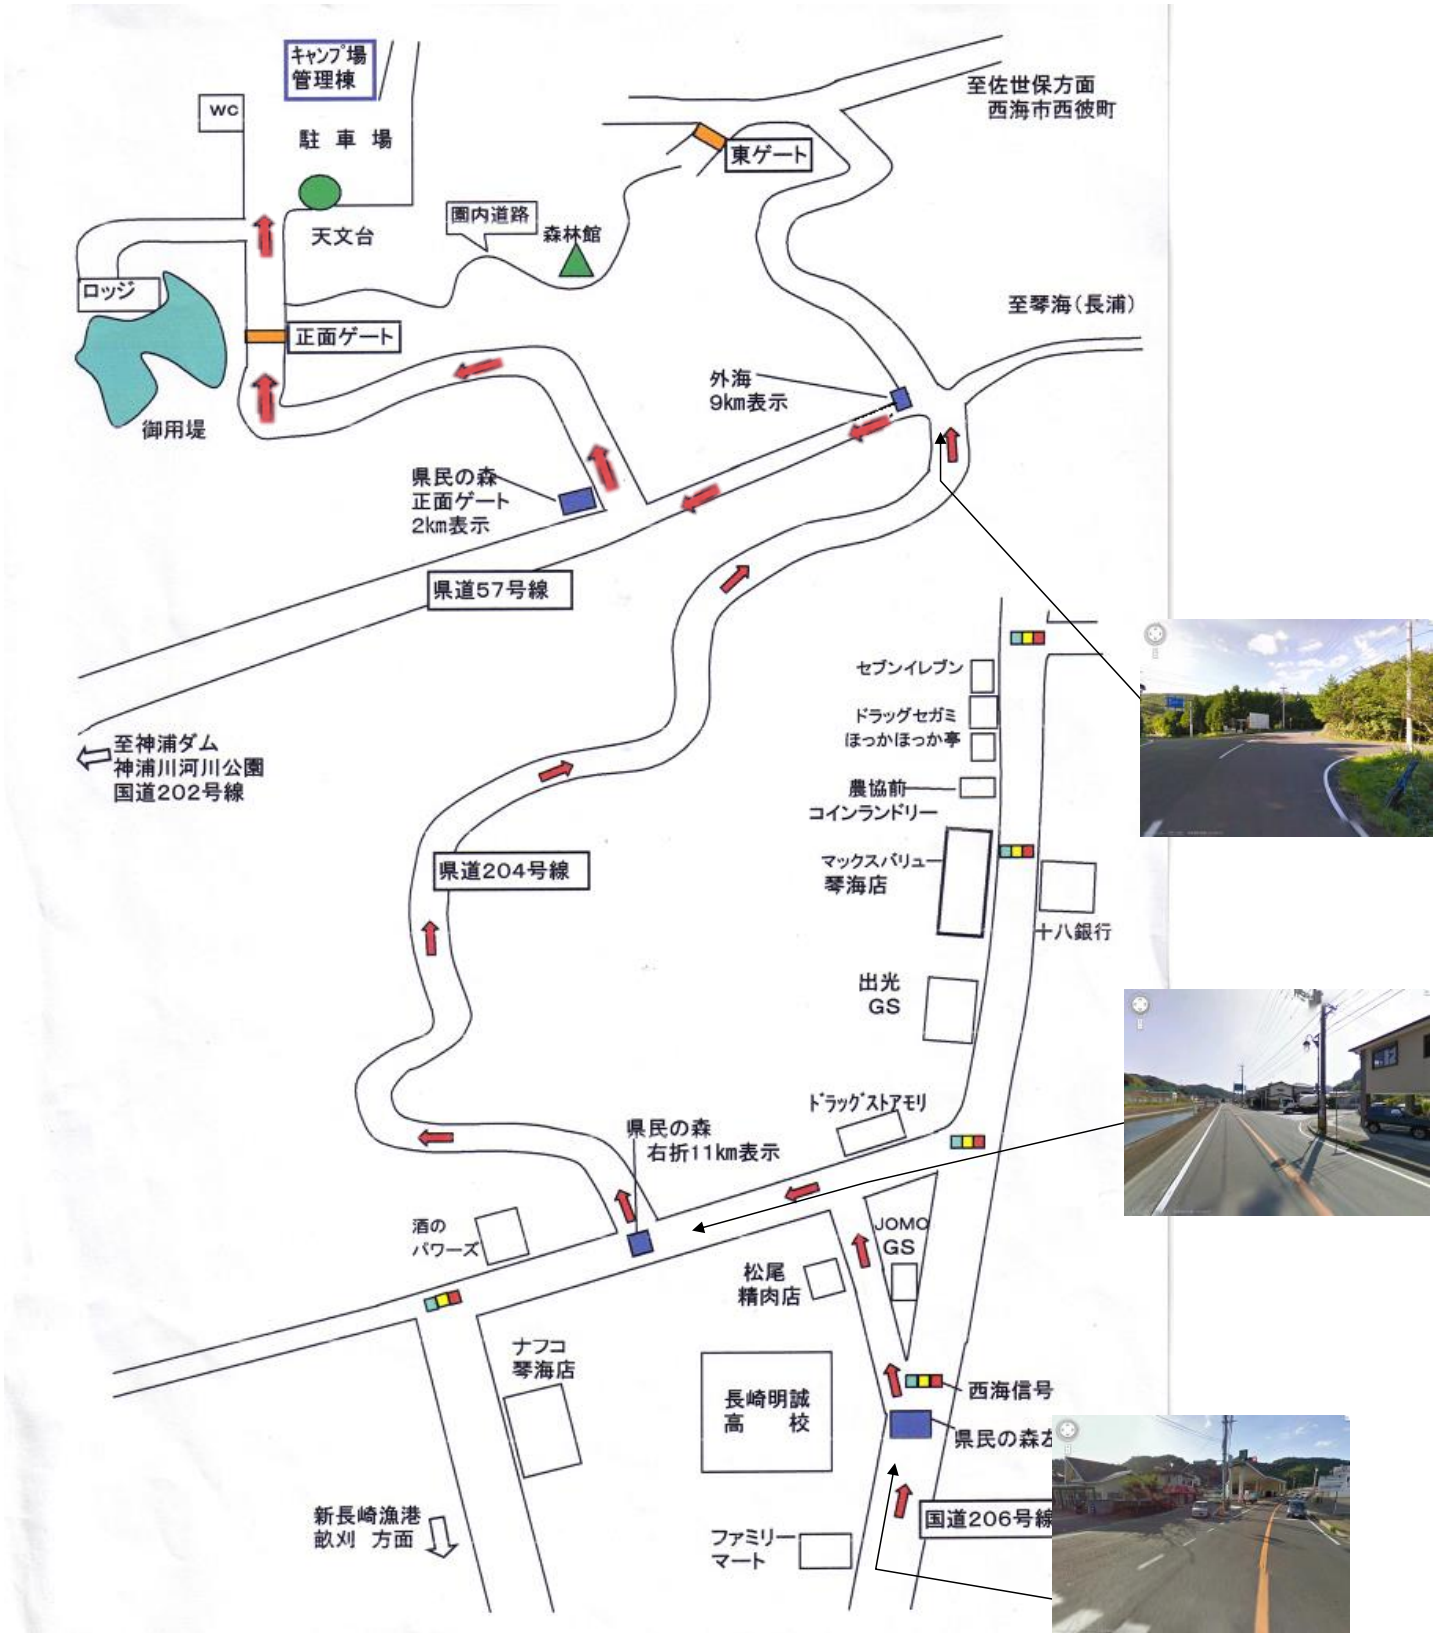 キャンプ場
管理棟
WC
駐 車 場
天文台
ロッジ
御用堤
正面ゲート
園内道路
森林館
東ゲート
至佐世保方面
西海市西彼町
至琴海(長浦)
外海
9km表示
県民の森
正面ゲート
2km表示
県道57号線
至神浦ダム
神浦川河川公園
国道202号線
県道204号線
セブンイレブン
ドラッグセガミ
ほっかほっか亭
農協前
コインランドリー
マックスバリュー
琴海店
十八銀行
出光
GS
ドラッグストアモリ
県民の森
右折11km表示
酒の
パワーズ
JOMO
GS
松尾
精肉店
ナフコ
琴海店
長崎明誠
高 校
西海信号
県民の森左
新長崎漁港
畝刈 方面
ファミリー
マート
国道206号線